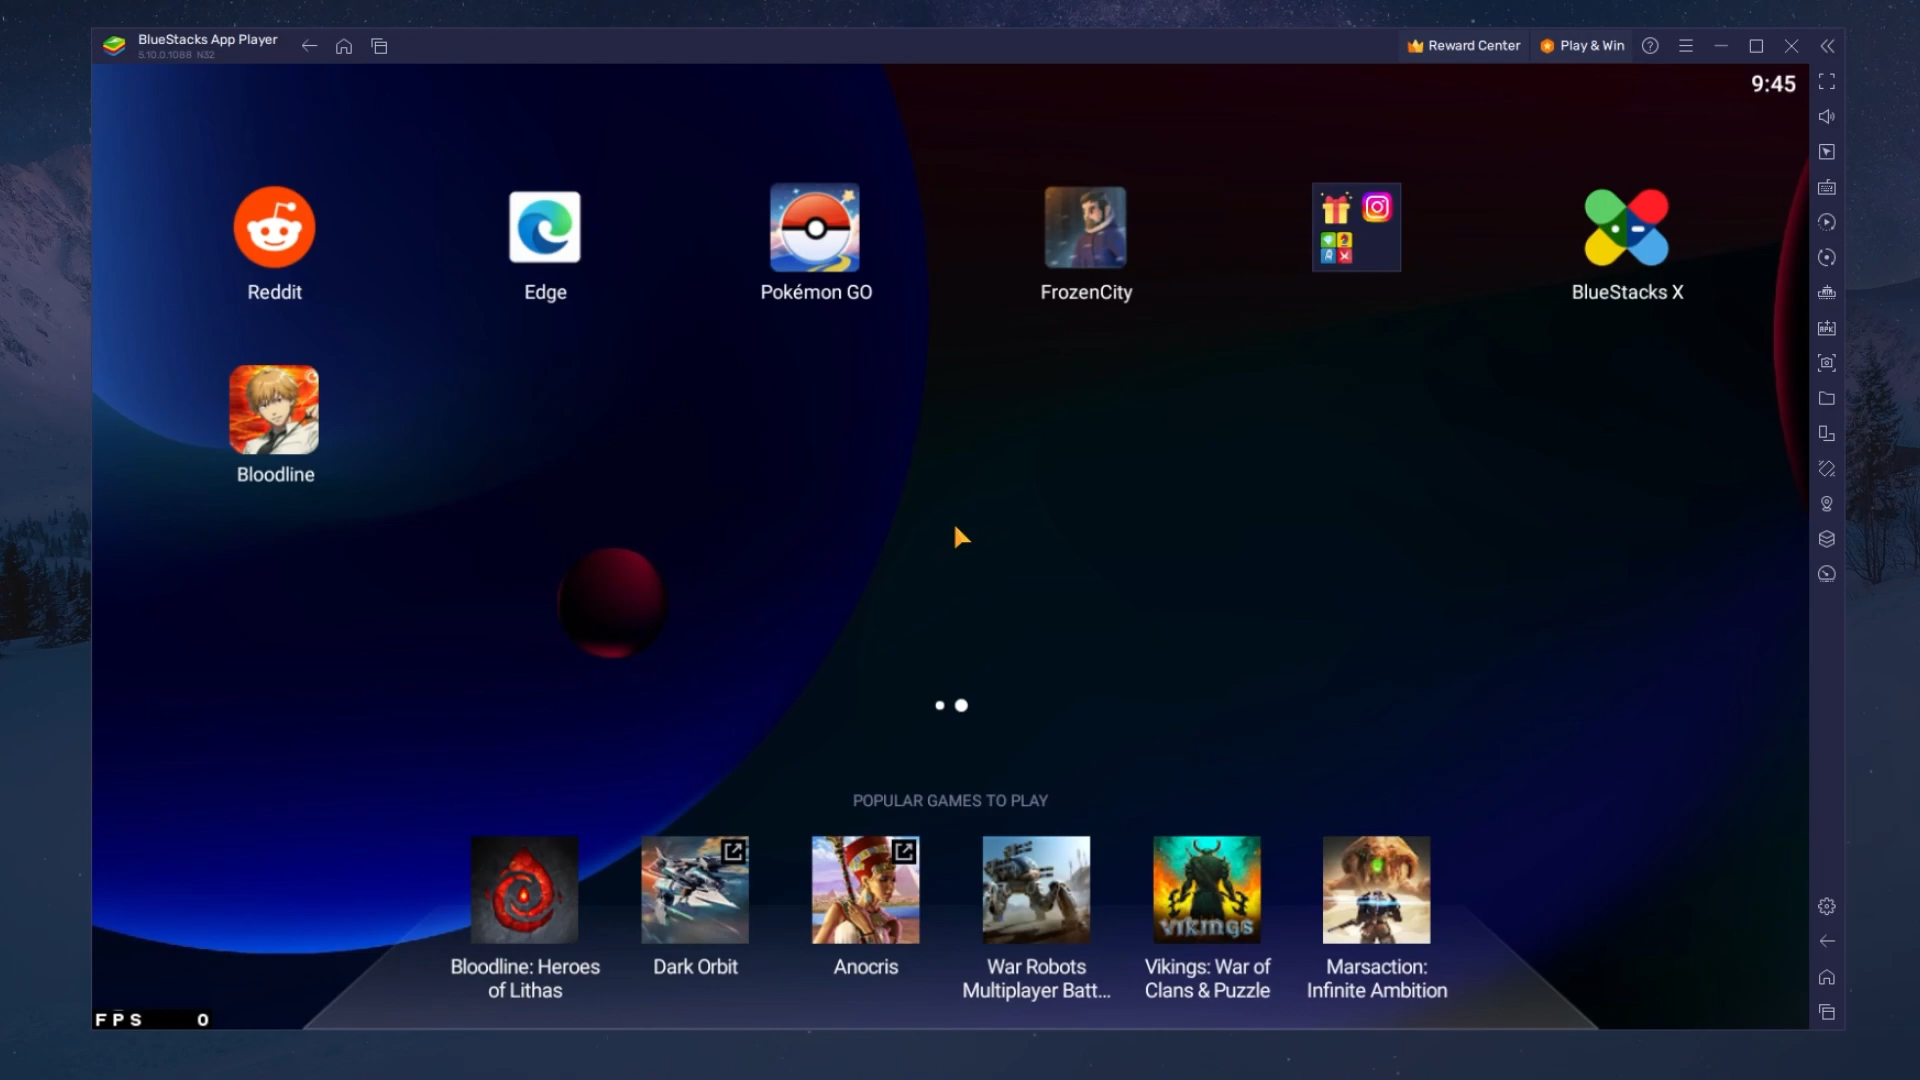 BlueStacks App Player
5.10.0.1088 N32
Reward Center
Play & Win
9:45
Reddit
Edge
Pokémon GO
FrozenCity
BlueStacks X
Bloodline
POPULAR GAMES TO PLAY
VIKINGS
Bloodline: Heroes
of Lithas
Dark Orbit
Anocris
War Robots
Multiplayer Batt...
Vikings: War of
Clans & Puzzle
Marsaction:
Infinite Ambition
FPS 0